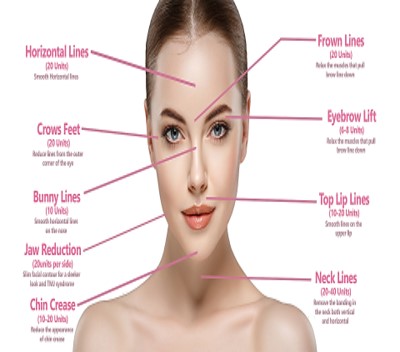 Horizontal Lines
(20 Units)
Smooth Horizontal lines
Crows Feet
(20 Units)
Reduce lines from the outer
corner of the eye
Bunny Lines
(10 Units)
Smooth horizontal lines
on the nose
Jaw Reduction
(20units per side)
Slim facial contour for a sleeker
look and TMJ syndrome
Chin Crease
(10-20 Units)
Reduce the appearance
of chin crease
Frown Lines
(20 Units)
Relax the muscles that pull
brow line down
Eyebrow Lift
(6-8 Units)
Relax the muscles that pull
brow line down
Top Lip Lines
(10-20 Units)
Smooth lines on the
upper lip
Neck Lines
(20-40 Units)
Remove the banding in
the neck both vertical
and horizontal